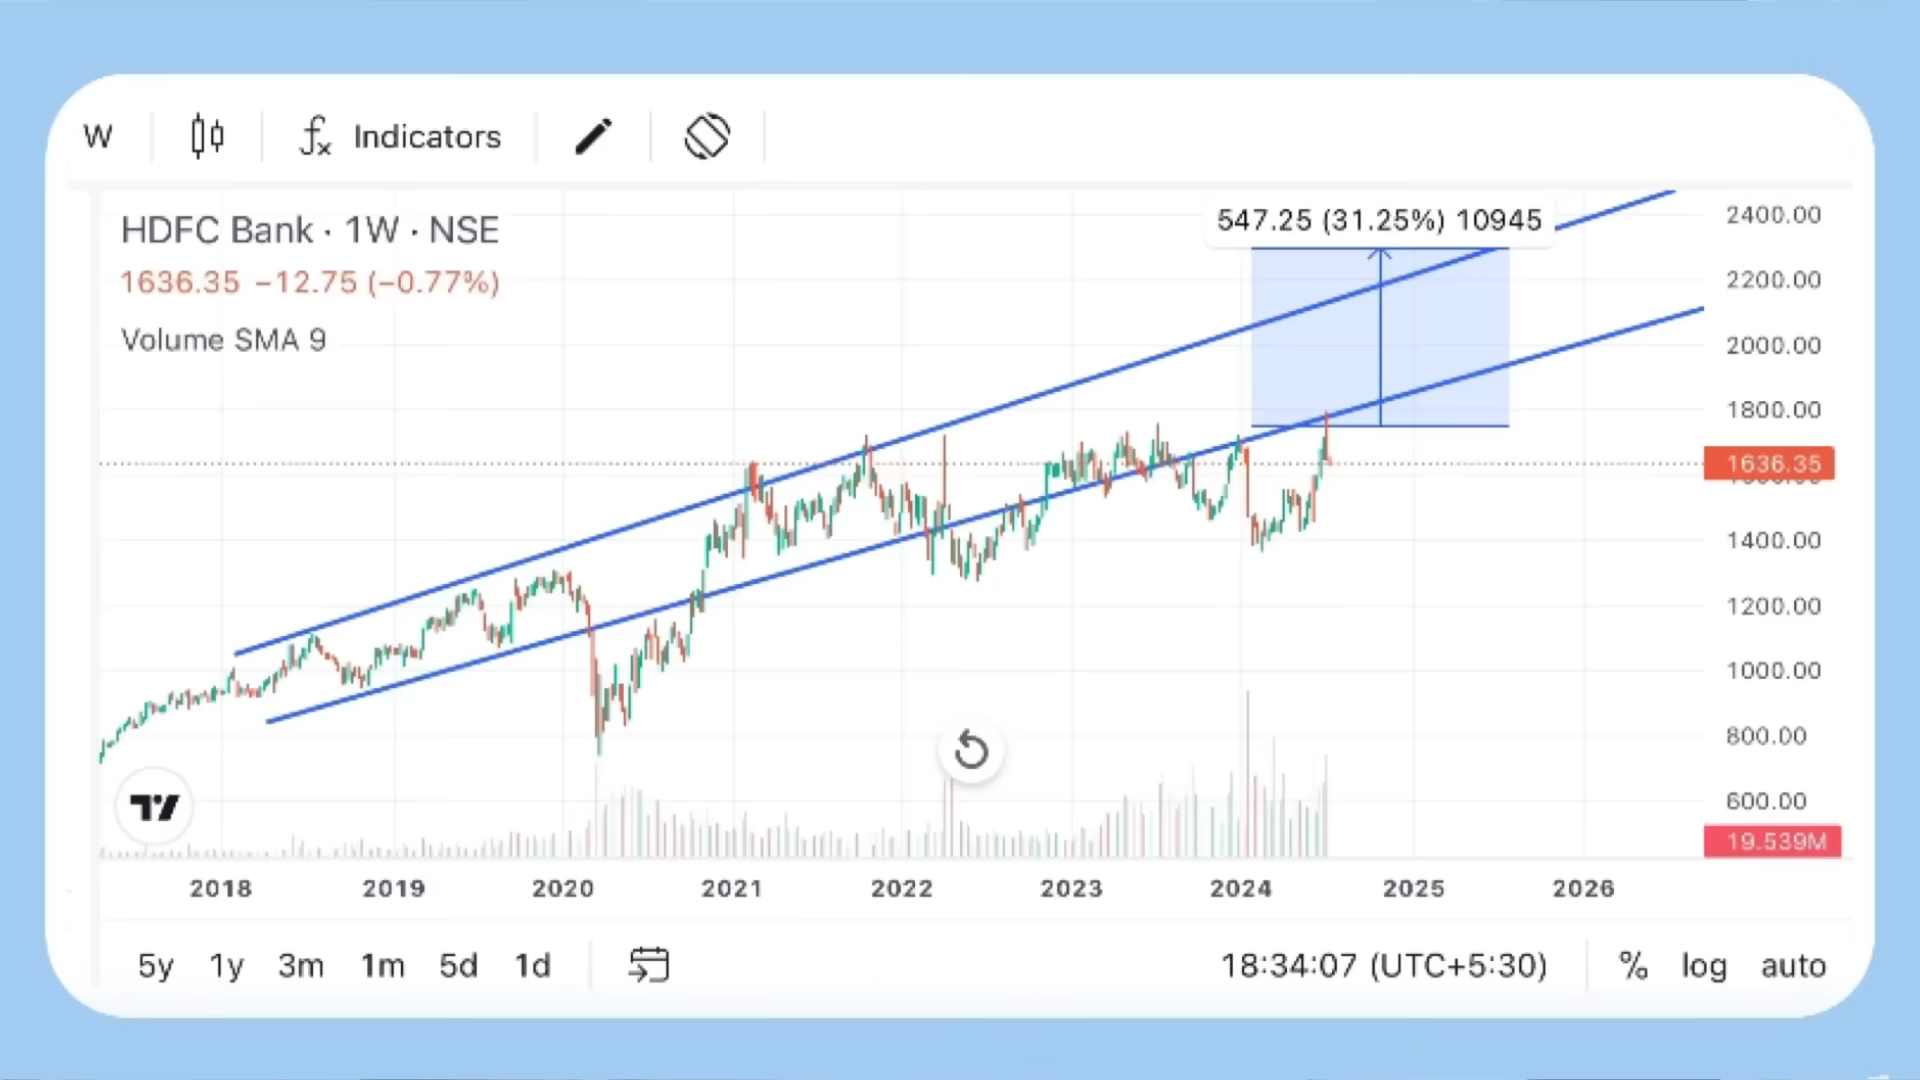 W
Indicators
HDFC Bank · 1W · NSE
1636.35 −12.75 (−0.77%)
Volume SMA 9
547.25 (31.25%) 10945
2400.00
2200.00
2000.00
1800.00
1636.35
1400.00
1200.00
1000.00
800.00
600.00
19.539M
2018 2019 2020 2021 2022 2023 2024 2025 2026
5y 1y 3m 1m 5d 1d
18:34:07 (UTC+5:30) % log auto